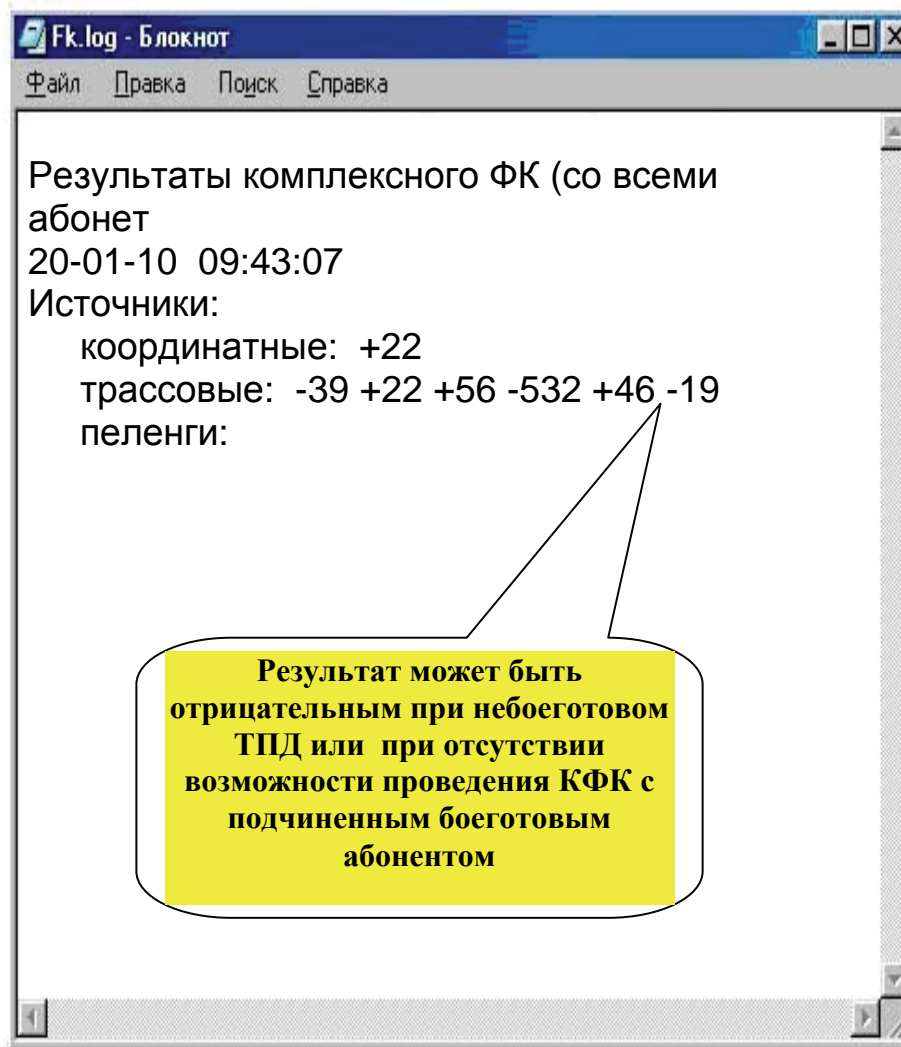 Fk.log - Блокнот
Файл Правка Поиск Справка
Результаты комплексного ФК (со всеми
абонет
20-01-10 09:43:07
Источники:
координатные: +22
трассовые: -39 +22 +56 -532 +46 -19
пеленги:
Результат может быть
отрицательным при небоеготовом
ТПД или при отсутствии
возможности проведения КФК с
подчиненным боеготовым
абонентом